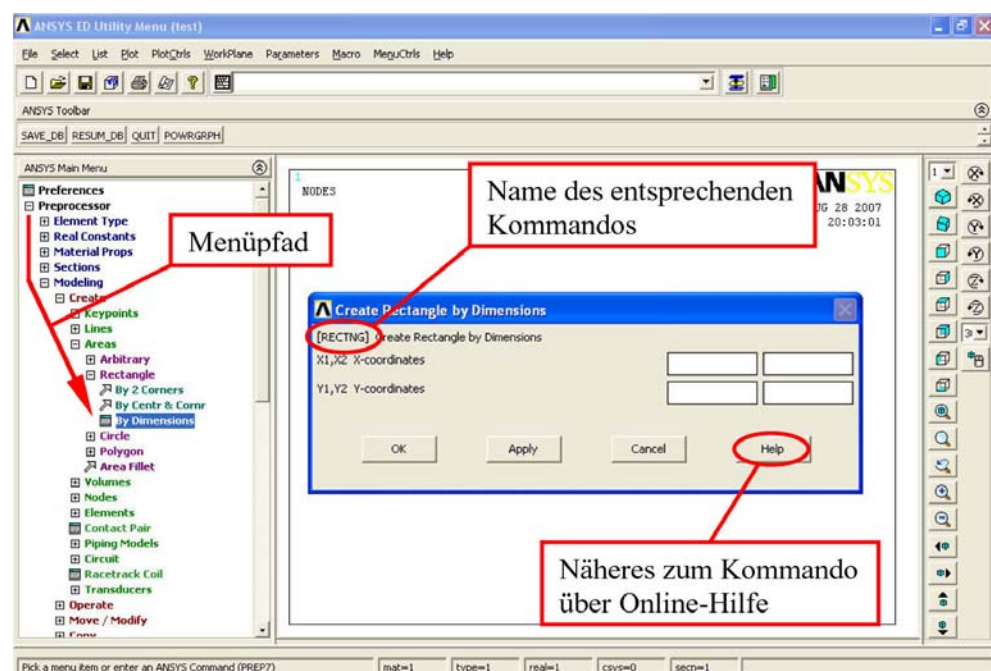 ANSYS ED Utility Menu (test)
File Select List Plot PlotCtrls WorkPlane Parameters Macro MenuCtrls Help
ANSYS Toolbar
SAVE_DB RESUM_DB QUIT POWRGRPH
ANSYS Main Menu
Preferences
Preprocessor
Element Type
Real Constants
Material Props
Sections
Modeling
Create
Keypoints
Lines
Areas
Arbitrary
Rectangle
By 2 Corners
By Centr & Cornr
By Dimensions
Circle
Polygon
Area Fillet
Volumes
Nodes
Elements
Contact Pair
Piping Models
Circuit
Racetrack Coil
Transducers
Operate
Move / Modify
Copy
Menüpfad
1
NODES
Name des entsprechenden
Kommandos
ANSYS
28 2007
20:03:01
Create Rectangle by Dimensions
[RECTNG] Create Rectangle by Dimensions
X1,X2 X-coordinates
Y1,Y2 Y-coordinates
OK Apply Cancel Help
Näheres zum Kommando
über Online-Hilfe
1
Pick a menu item or enter an ANSYS Command (PREP7) mat=1 type=1 real=1 csys=0 secn=1